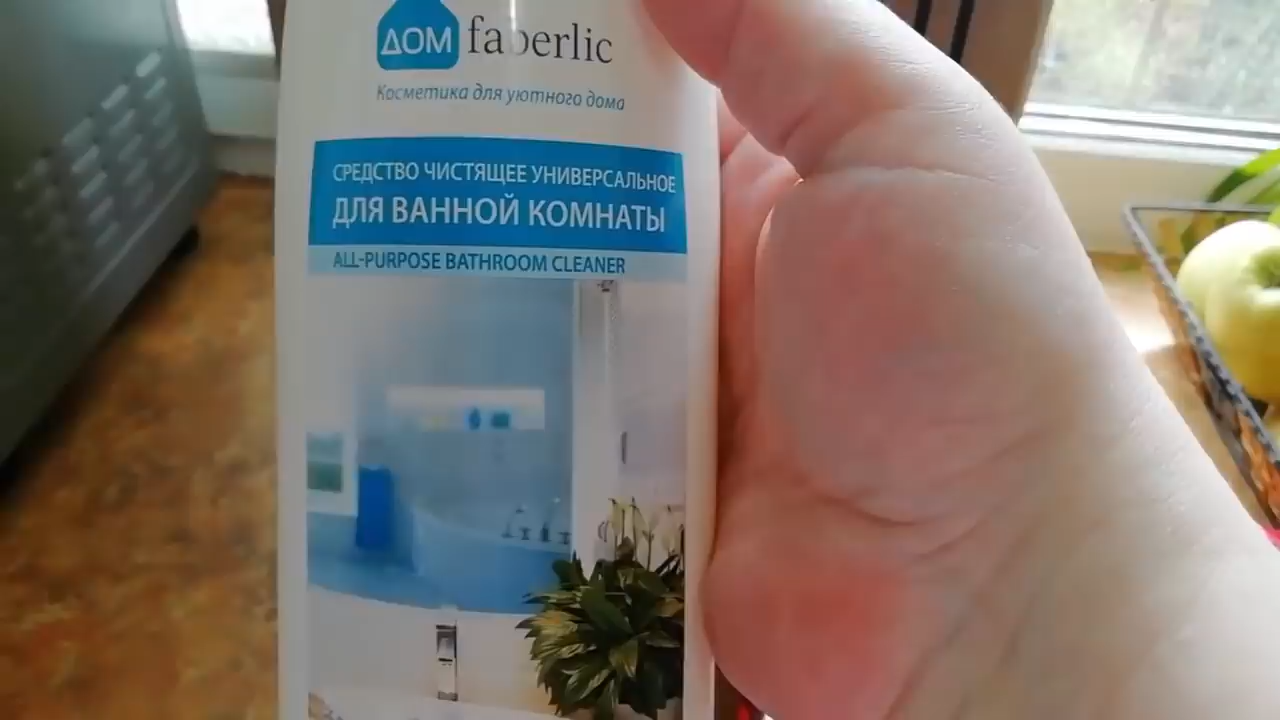 ДОМ faberlic
Косметика для уютного дома
СРЕДСТВО ЧИСТЯЩЕЕ УНИВЕРСАЛЬНОЕ
ДЛЯ ВАННОЙ КОМНАТЫ
ALL-PURPOSE BATHROOM CLEANER